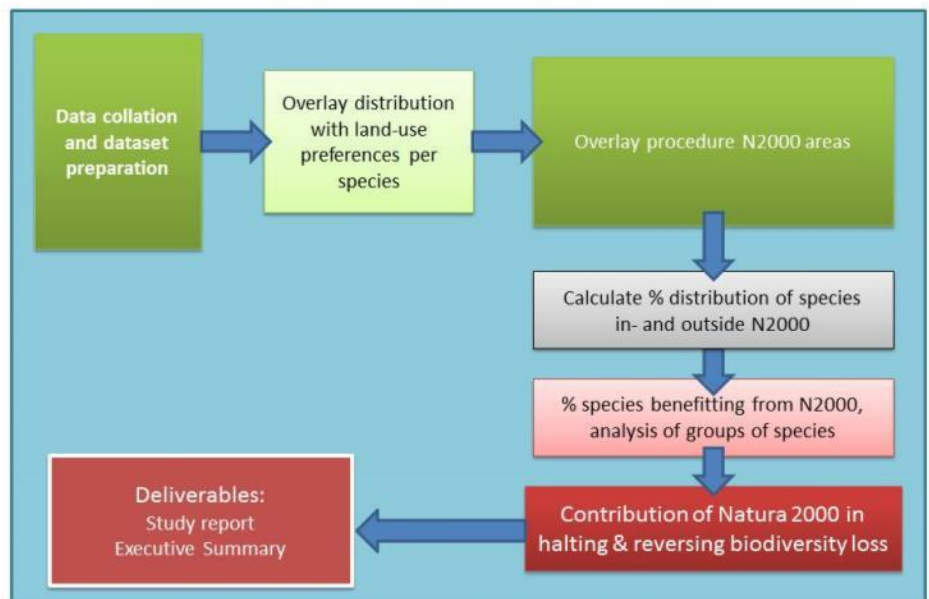 Data collation
and dataset
preparation
Overlay distribution
with land-use
preferences per
species
Overlay procedure N2000 areas
Calculate % distribution of species
in- and outside N2000
% species benefitting from N2000,
analysis of groups of species
Contribution of Natura 2000 in
halting & reversing biodiversity loss
Deliverables:
Study report
Executive Summary